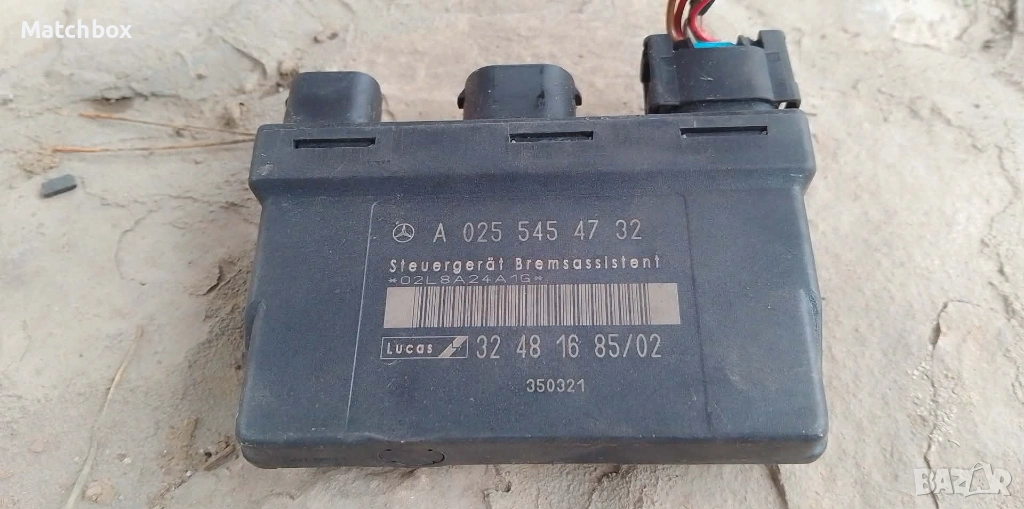 Matchbox
A 025 545 47 32
Steuergerät Bremsassistent
*02L8A24A1G*
Lucas 32 48 16 85/02
350321
BAZAR